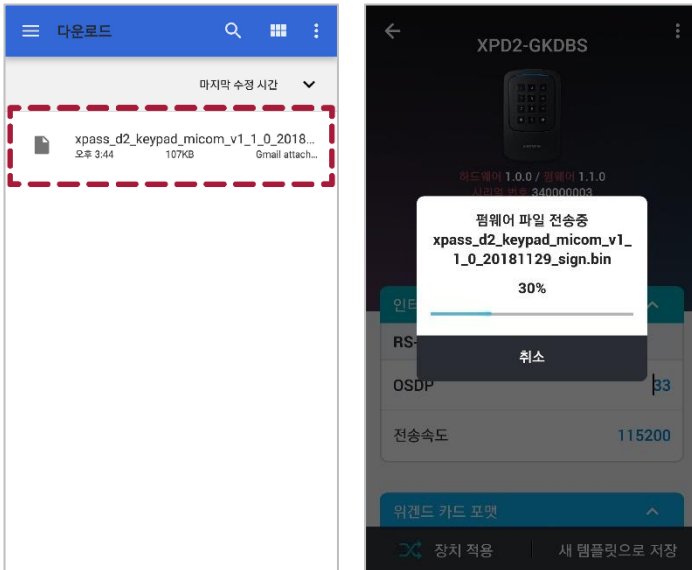 다운로드
마지막 수정 시간
xpass_d2_keypad_micom_v1_1_0_2018...
오후 3:44 107KB Gmail attach...
XPD2-GKDBS
하드웨어 1.0.0 / 펌웨어 1.1.0
시리얼 번호 340000003
펌웨어 파일 전송중
xpass_d2_keypad_micom_v1_
1_0_20181129_sign.bin
30%
취소
인터
RS-
OSDP 33
전송속도 115200
위겐드 카드 포맷
장치 적용 새 템플릿으로 저장